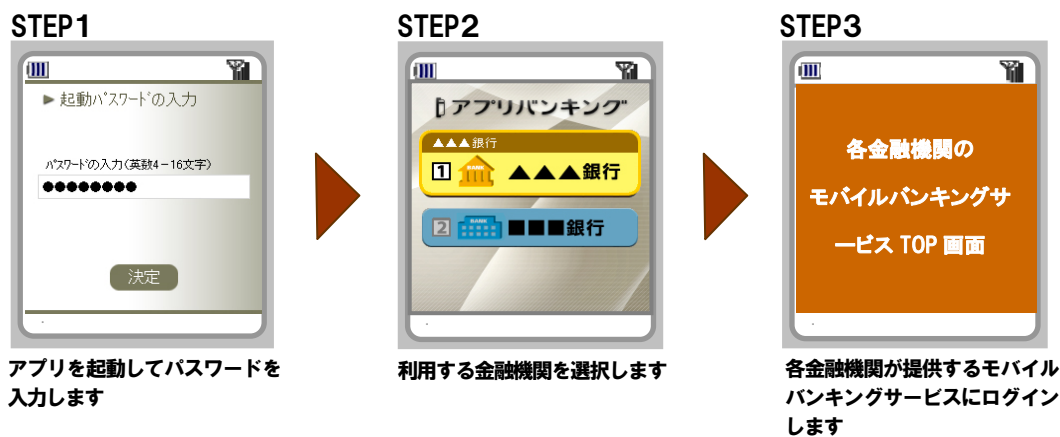 STEP1
STEP2
STEP3
▶ 起動パスワードの入力
パスワードの入力(英数4-16文字)
●●●●●●●●
決定
アプリバンキング
▲▲▲銀行
1 BANK ▲▲▲銀行
2 BANK ■■■銀行
各金融機関の
モバイルバンキングサ
ービス TOP 画面
アプリを起動してパスワードを
入力します
利用する金融機関を選択します
各金融機関が提供するモバイル
バンキングサービスにログイン
します